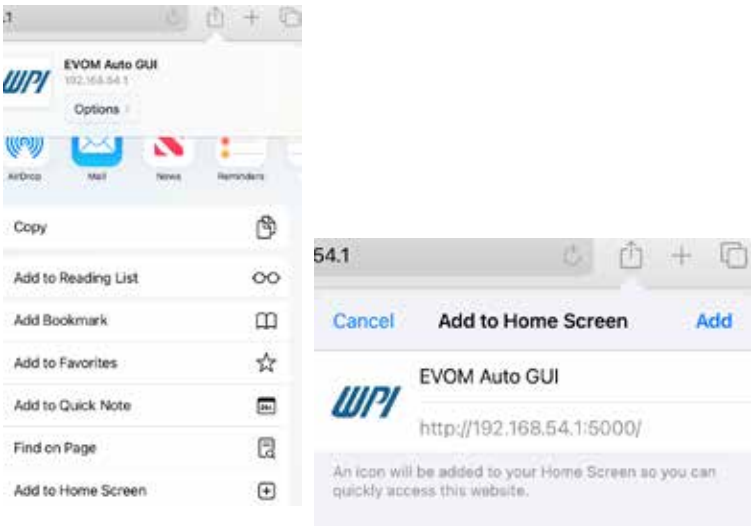 .1
WPI
EVOM Auto GUI
192.168.54.1
Options
AirDrop
Mail
News
Reminders
Copy
Add to Reading List
Add Bookmark
Add to Favorites
Add to Quick Note
Find on Page
Add to Home Screen
54.1
Cancel
Add to Home Screen
Add
WPI
EVOM Auto GUI
http://192.168.54.1:5000/
An icon will be added to your Home Screen so you can
quickly access this website.